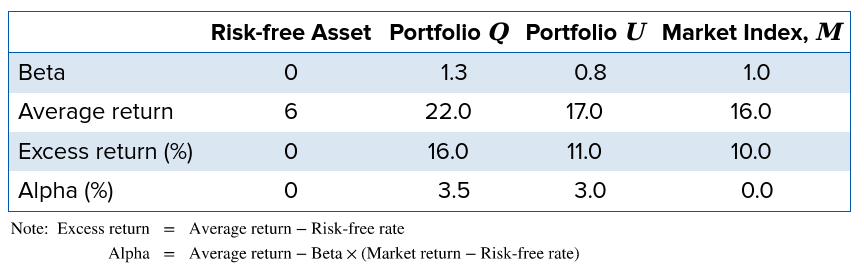 Risk-free Asset Portfolio Q Portfolio U Market Index, M
Beta 0 1.3 0.8 1.0
Average return 6 22.0 17.0 16.0
Excess return (%) 0 16.0 11.0 10.0
Alpha (%) 0 3.5 3.0 0.0
Note: Excess return = Average return − Risk-free rate
Alpha = Average return − Beta × (Market return − Risk-free rate)